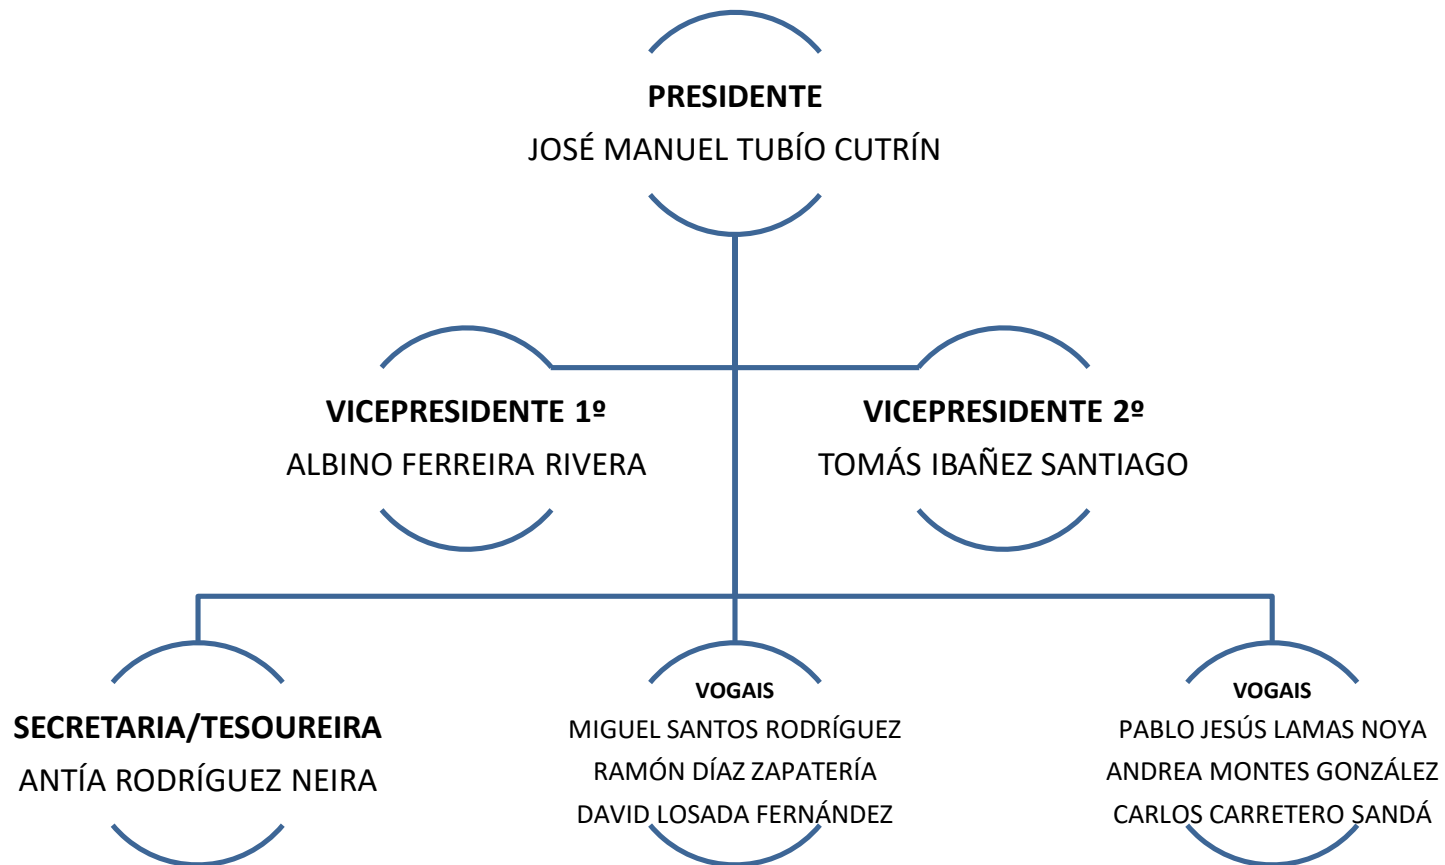 PRESIDENTE
JOSÉ MANUEL TUBÍO CUTRÍN
VICEPRESIDENTE 1º
ALBINO FERREIRA RIVERA
VICEPRESIDENTE 2º
TOMÁS IBAÑEZ SANTIAGO
SECRETARIA/TESOUREIRA
ANTÍA RODRÍGUEZ NEIRA
VOGAIS
MIGUEL SANTOS RODRÍGUEZ
RAMÓN DÍAZ ZAPATERÍA
DAVID LOSADA FERNÁNDEZ
VOGAIS
PABLO JESÚS LAMAS NOYA
ANDREA MONTES GONZÁLEZ
CARLOS CARRETERO SANDÁ